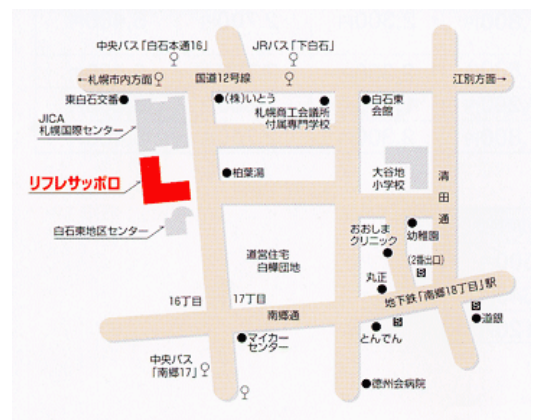 中央バス「白石本通16」
JRバス「下白石」
←札幌市内方面
国道12号線
江別方面→
東白石交番
(株)いとう
札幌商工会議所
付属専門学校
白石東
会館
JICA
札幌国際センター
リフレサッポロ
柏葉湯
大谷地
小学校
清田通
白石東地区センター
おおしま
クリニック
幼稚園
(2番出口)
S
道営住宅
白樺団地
丸正
地下鉄「南郷18丁目」駅
16丁目
17丁目
南郷通
S
S
道銀
マイカー
センター
とんでん
中央バス
「南郷17」
徳州会病院